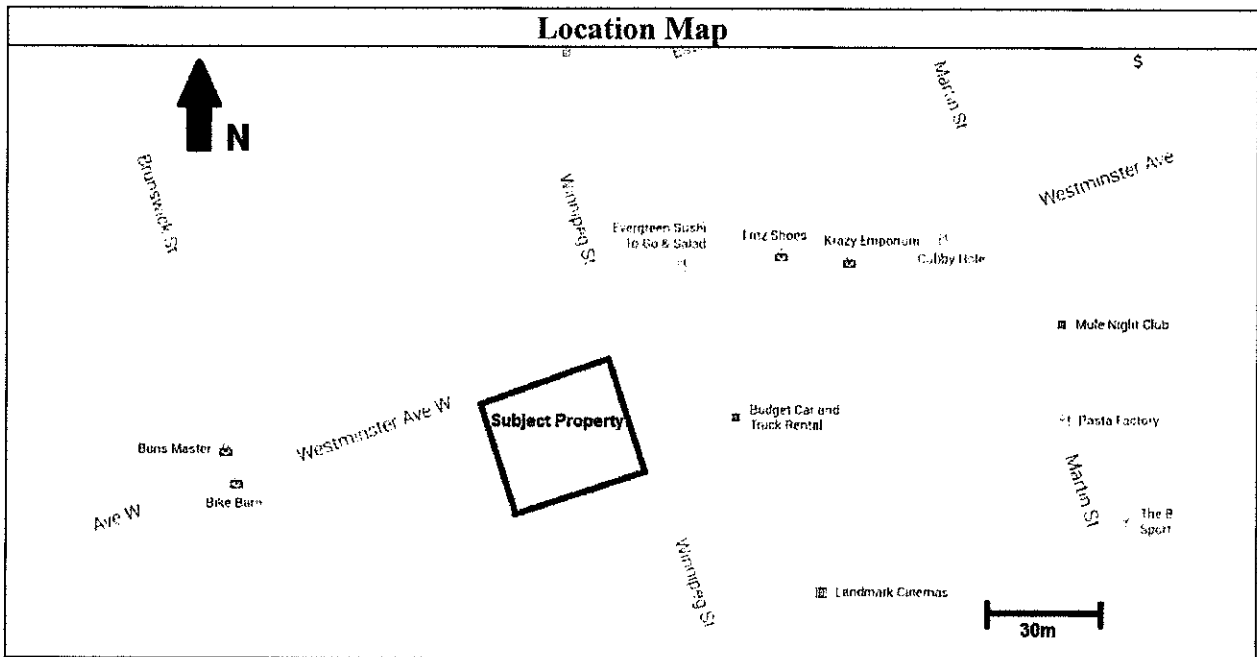 Location Map
$
Martin St
N
Brunswick St
Winnipeg St
Westminster Ave
Evergreen Sushi
To Go & Salad
Shoes
Krazy Emporium
Cubby Hole
Mule Night Club
Westminster Ave W
Subject Property
Budget Car and
Truck Rental
Pasta Factory
Buns Master
Bike Barn
Ave W
Martin St
The B
Sport
Winnipeg St
Landmark Cinemas
30m